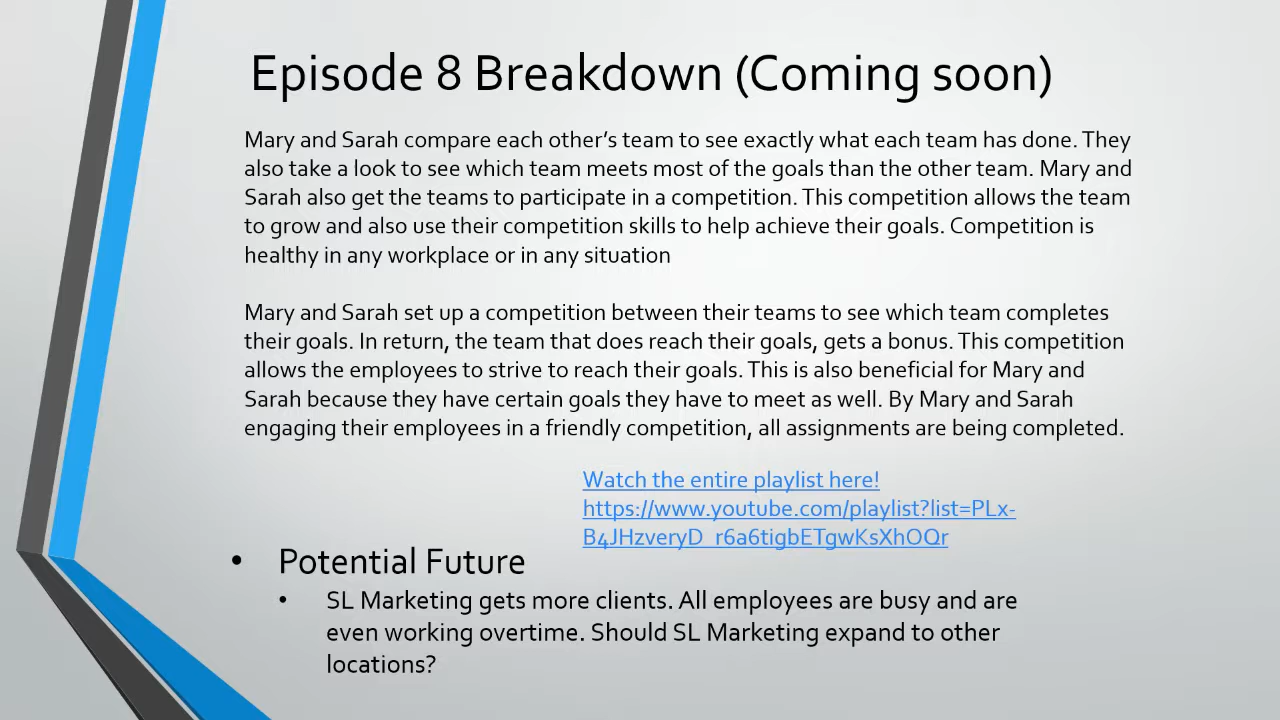 Episode 8 Breakdown (Coming soon)
Mary and Sarah compare each other’s team to see exactly what each team has done. They
also take a look to see which team meets most of the goals than the other team. Mary and
Sarah also get the teams to participate in a competition. This competition allows the team
to grow and also use their competition skills to help achieve their goals. Competition is
healthy in any workplace or in any situation
Mary and Sarah set up a competition between their teams to see which team completes
their goals. In return, the team that does reach their goals, gets a bonus. This competition
allows the employees to strive to reach their goals. This is also beneficial for Mary and
Sarah because they have certain goals they have to meet as well. By Mary and Sarah
engaging their employees in a friendly competition, all assignments are being completed.
Watch the entire playlist here!
https://www.youtube.com/playlist?list=PLx-
B4JHzveryD_r6a6tigbETgwKsXhOQr
• Potential Future
• SL Marketing gets more clients. All employees are busy and are
even working overtime. Should SL Marketing expand to other
locations?